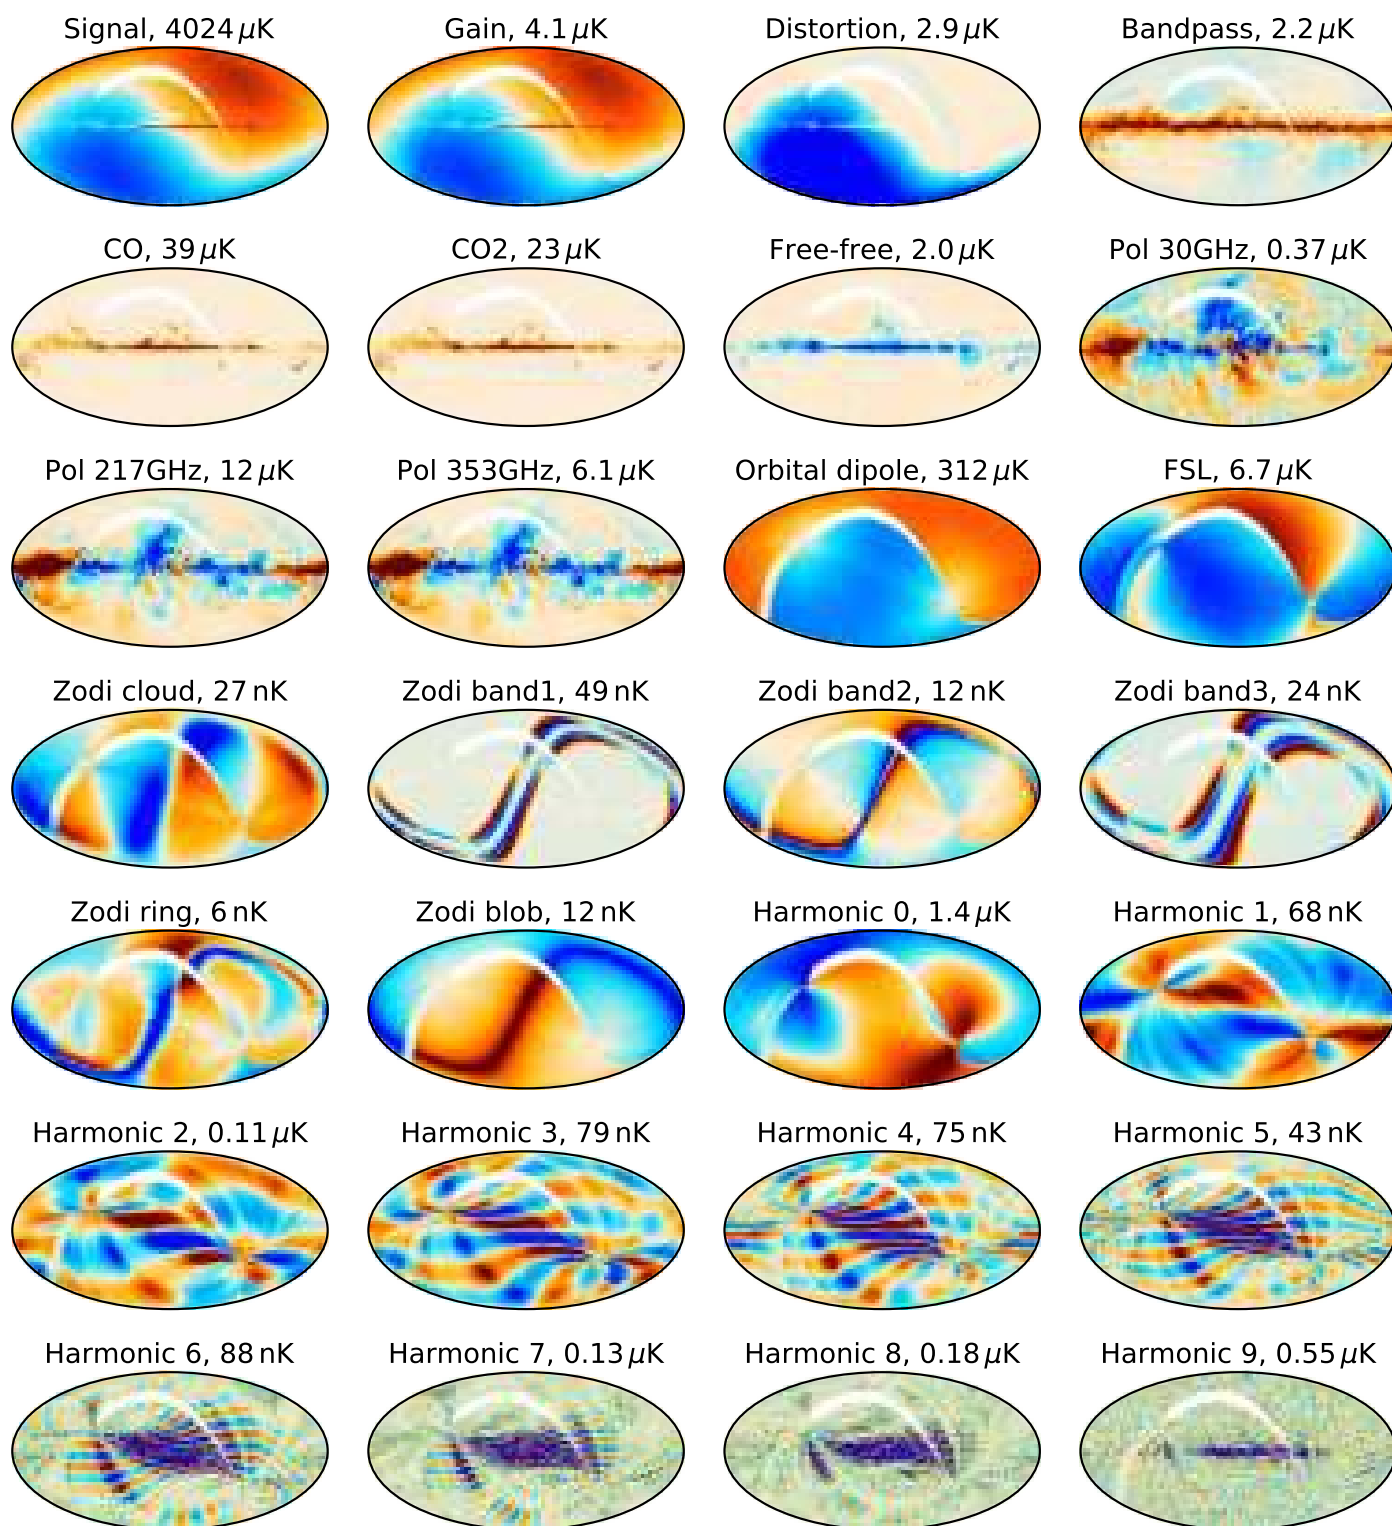 Signal, 4024 μK
Gain, 4.1 μK
Distortion, 2.9 μK
Bandpass, 2.2 μK
CO, 39 μK
CO2, 23 μK
Free-free, 2.0 μK
Pol 30GHz, 0.37 μK
Pol 217GHz, 12 μK
Pol 353GHz, 6.1 μK
Orbital dipole, 312 μK
FSL, 6.7 μK
Zodi cloud, 27 nK
Zodi band1, 49 nK
Zodi band2, 12 nK
Zodi band3, 24 nK
Zodi ring, 6 nK
Zodi blob, 12 nK
Harmonic 0, 1.4 μK
Harmonic 1, 68 nK
Harmonic 2, 0.11 μK
Harmonic 3, 79 nK
Harmonic 4, 75 nK
Harmonic 5, 43 nK
Harmonic 6, 88 nK
Harmonic 7, 0.13 μK
Harmonic 8, 0.18 μK
Harmonic 9, 0.55 μK